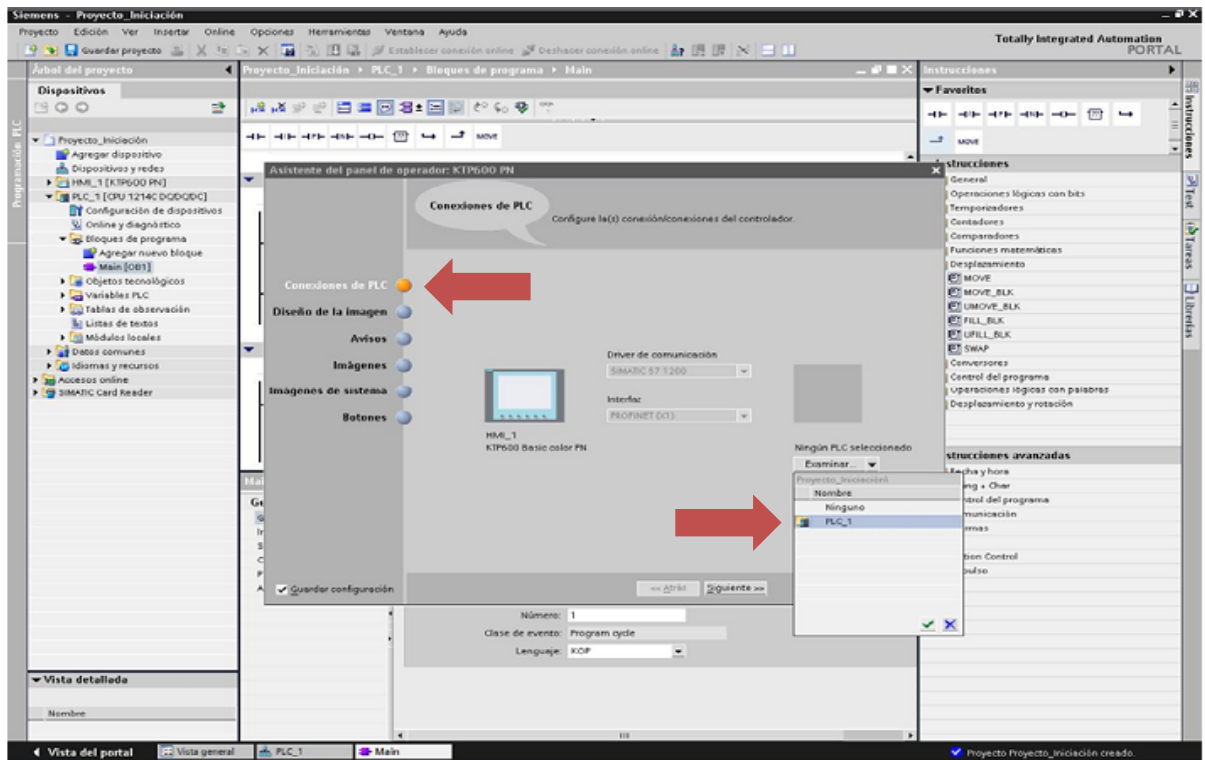 Siemens - Proyecto_Iniciación
Proyecto Edición Ver Insertar Online Opciones Herramientas Ventana Ayuda
Guardar proyecto Establecer conexión online Deshacer conexión online
Totally Integrated Automation
PORTAL
Árbol del proyecto
Proyecto_Iniciación PLC_1 Bloques de programa Main
Instrucciones
Dispositivos
Programación PLC
Proyecto_Iniciación
Agregar dispositivo
Dispositivos y redes
HMI_1 [KTP600 PN]
PLC_1 [CPU 1214C DC/DC/DC]
Configuración de dispositivos
Online y diagnóstico
Bloques de programa
Agregar nuevo bloque
Main [OB1]
Objetos tecnológicos
Variables PLC
Tablas de observación
Listas de textos
Módulos locales
Datos comunes
Idiomas y recursos
Accesos online
SIMATIC Card Reader
Vista detallada
Nombre
MOVE
Asistente del panel de operador: KTP600 PN
Conexiones de PLC
Configure la(s) conexión/conexiones del controlador.
Conexiones de PLC
Diseño de la imagen
Avisos
Imágenes
Imágenes de sistema
Botones
Driver de comunicación
SIMATIC S7 1200
Interfaz
PROFINET (X1)
HMI_1
KTP600 Basic color PN
Ningún PLC seleccionado
Examinar...
Proyecto_Iniciación\
Nombre
Ninguno
PLC_1
Guardar configuración
<< Atrás
Siguiente >>
Número: 1
Clase de evento: Program cycle
Lenguaje: KOP
Favoritos
MOVE
strucciones
General
Operaciones lógicas con bits
Temporizadores
Contadores
Comparadores
Funciones matemáticas
Desplazamiento
MOVE
MOVE_BLK
UMOVE_BLK
FILL_BLK
UFILL_BLK
SWAP
Conversores
Control del programa
Operaciones lógicas con palabras
Desplazamiento y rotación
strucciones avanzadas
Fecha y hora
ing + Char
ntrol del programa
municación
rmas
tion Control
pulso
Instrucciones
Test
Tareas
Librerías
Vista del portal
Vista general
PLC_1
Main
Proyecto Proyecto_Iniciación creado.